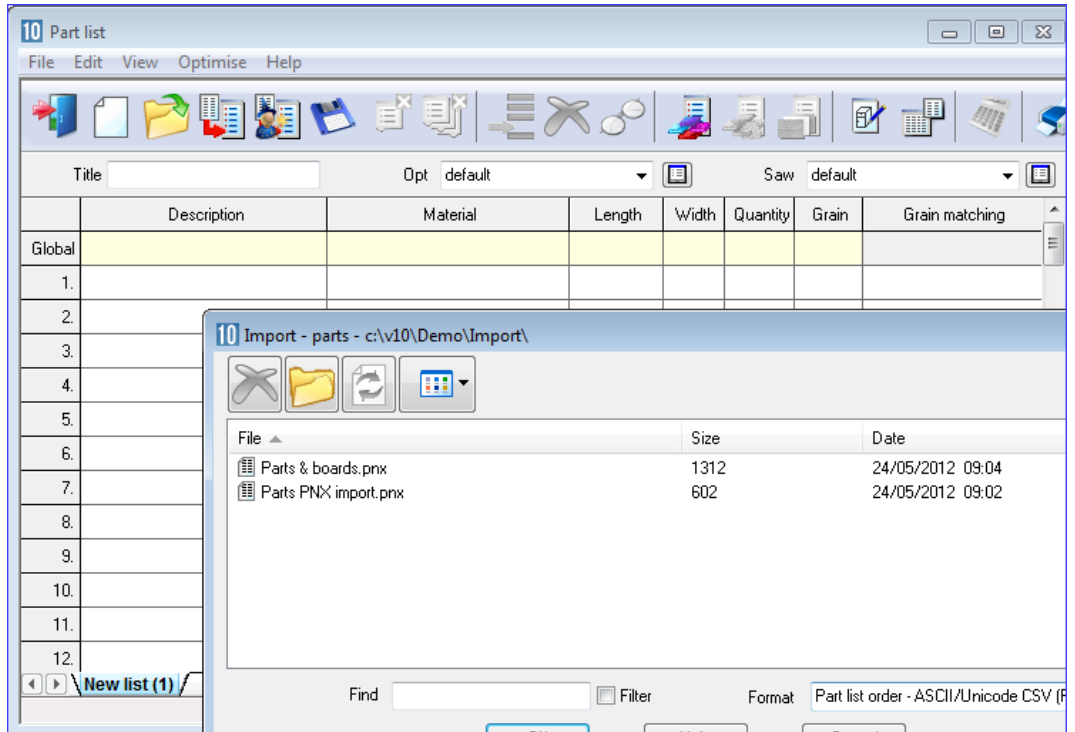 10 Part list
File Edit View Optimise Help
Title Opt default Saw default
Description Material Length Width Quantity Grain Grain matching
Global
1.
2.
10 Import - parts - c:\v10\Demo\Import\
3.
4.
5.
File Size Date
6.
Parts & boards.pnx 1312 24/05/2012 09:04
7.
Parts PNX import.pnx 602 24/05/2012 09:02
8.
9.
10.
11.
12.
New list (1)
Find Filter Format Part list order - ASCII/Unicode CSV (